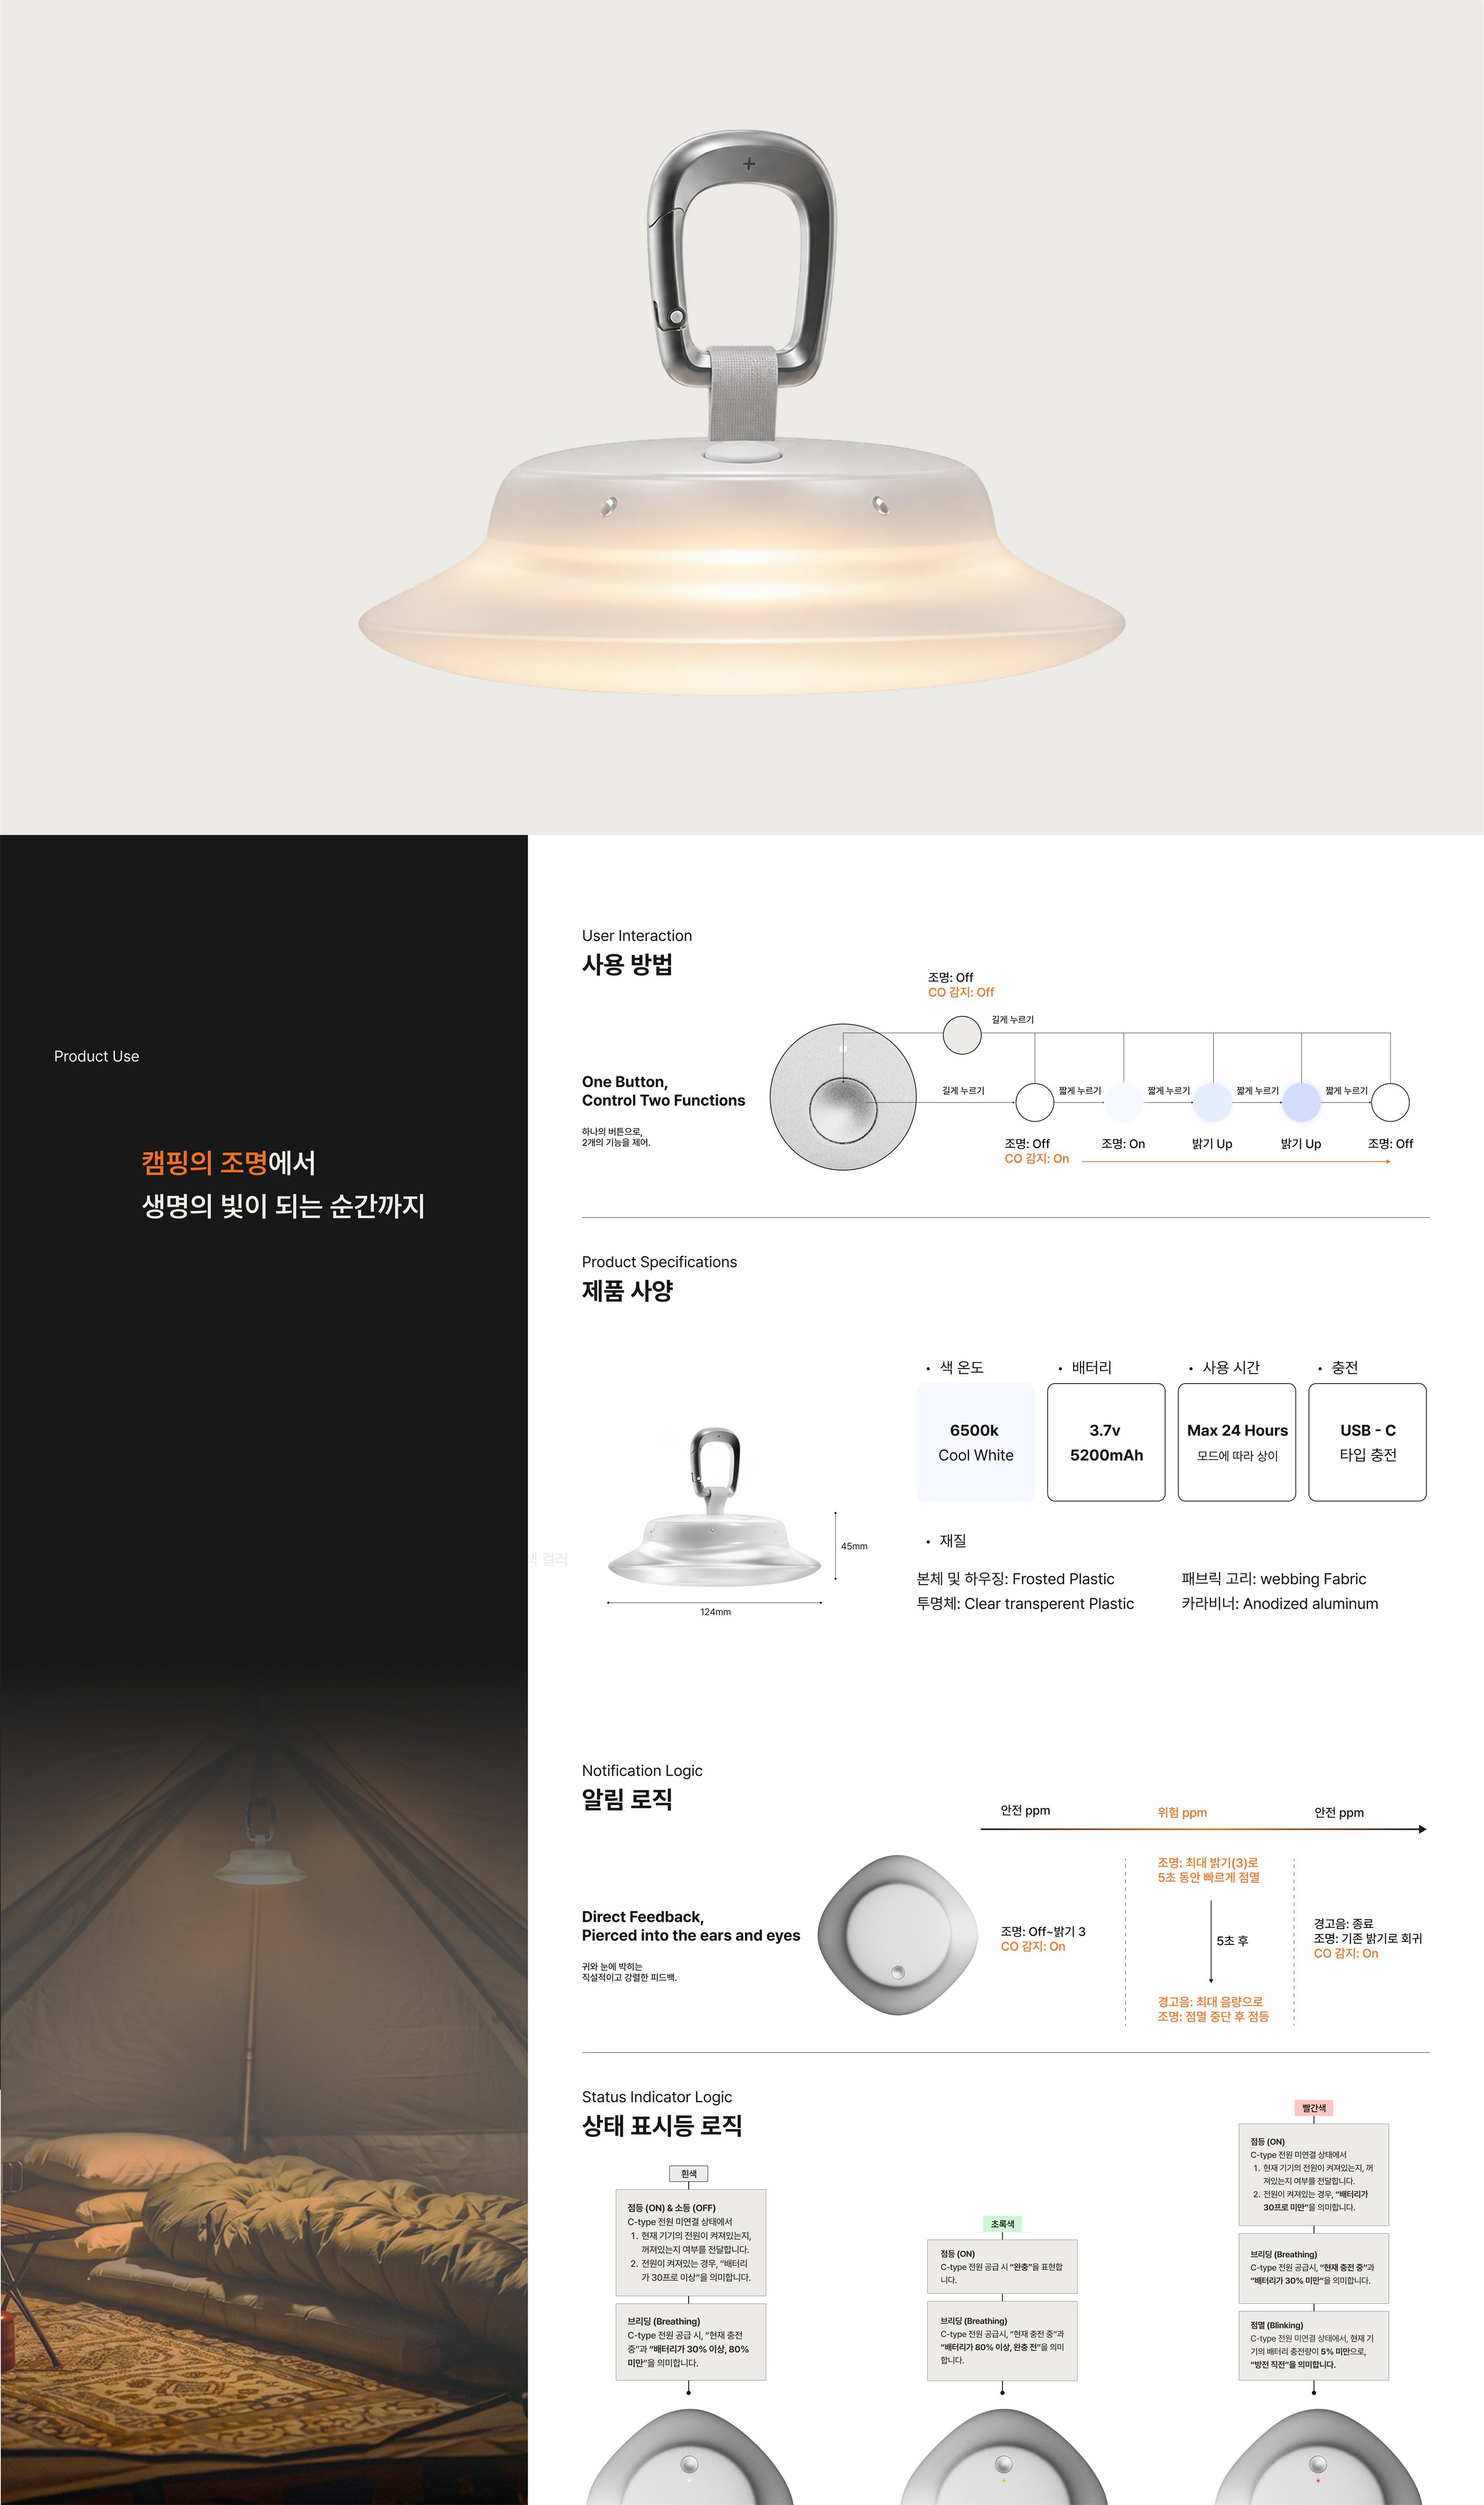 Product Use
캠핑의 조명에서
생명의 빛이 되는 순간까지
User Interaction
사용 방법
One Button,
Control Two Functions
하나의 버튼으로,
2개의 기능을 제어.
조명: Off
CO 감지: Off
길게 누르기
길게 누르기
짧게 누르기
짧게 누르기
짧게 누르기
짧게 누르기
조명: Off
CO 감지: On
조명: On
밝기 Up
밝기 Up
조명: Off
Product Specifications
제품 사양
45mm
124mm
색 컬러
• 색 온도
6500k
Cool White
• 배터리
3.7v
5200mAh
• 사용 시간
Max 24 Hours
모드에 따라 상이
• 충전
USB - C
타입 충전
• 재질
본체 및 하우징: Frosted Plastic
투명체: Clear transperent Plastic
패브릭 고리: webbing Fabric
카라비너: Anodized aluminum
Notification Logic
알림 로직
Direct Feedback,
Pierced into the ears and eyes
귀와 눈에 박히는
직설적이고 강렬한 피드백.
안전 ppm
위험 ppm
안전 ppm
조명: Off~밝기 3
CO 감지: On
조명: 최대 밝기(3)로
5초 동안 빠르게 점멸
5초 후
경고음: 최대 음량으로
조명: 점멸 중단 후 점등
경고음: 종료
조명: 기존 밝기로 회귀
CO 감지: On
Status Indicator Logic
상태 표시등 로직
흰색
점등 (ON) & 소등 (OFF)
C-type 전원 미연결 상태에서
1. 현재 기기의 전원이 켜져있는지,
꺼져있는지 여부를 전달합니다.
2. 전원이 켜져있는 경우, “배터리
가 30프로 이상”을 의미합니다.
브리딩 (Breathing)
C-type 전원 공급 시, “현재 충전
중”과 “배터리가 30% 이상, 80%
미만”을 의미합니다.
초록색
점등 (ON)
C-type 전원 공급 시 “완충”을 표현합
니다.
브리딩 (Breathing)
C-type 전원 공급시, “현재 충전 중”과
“배터리가 80% 이상, 완충 전”을 의미
합니다.
빨간색
점등 (ON)
C-type 전원 미연결 상태에서
1. 현재 기기의 전원이 켜져있는지, 꺼
져있는지 여부를 전달합니다.
2. 전원이 켜져있는 경우, “배터리가
30프로 미만”을 의미합니다.
브리딩 (Breathing)
C-type 전원 공급시, “현재 충전 중”과
“배터리가 30% 미만”을 의미합니다.
점멸 (Blinking)
C-type 전원 미연결 상태에서, 현재 기
기의 배터리 충전량이 5% 미만으로,
“방전 직전”을 의미합니다.